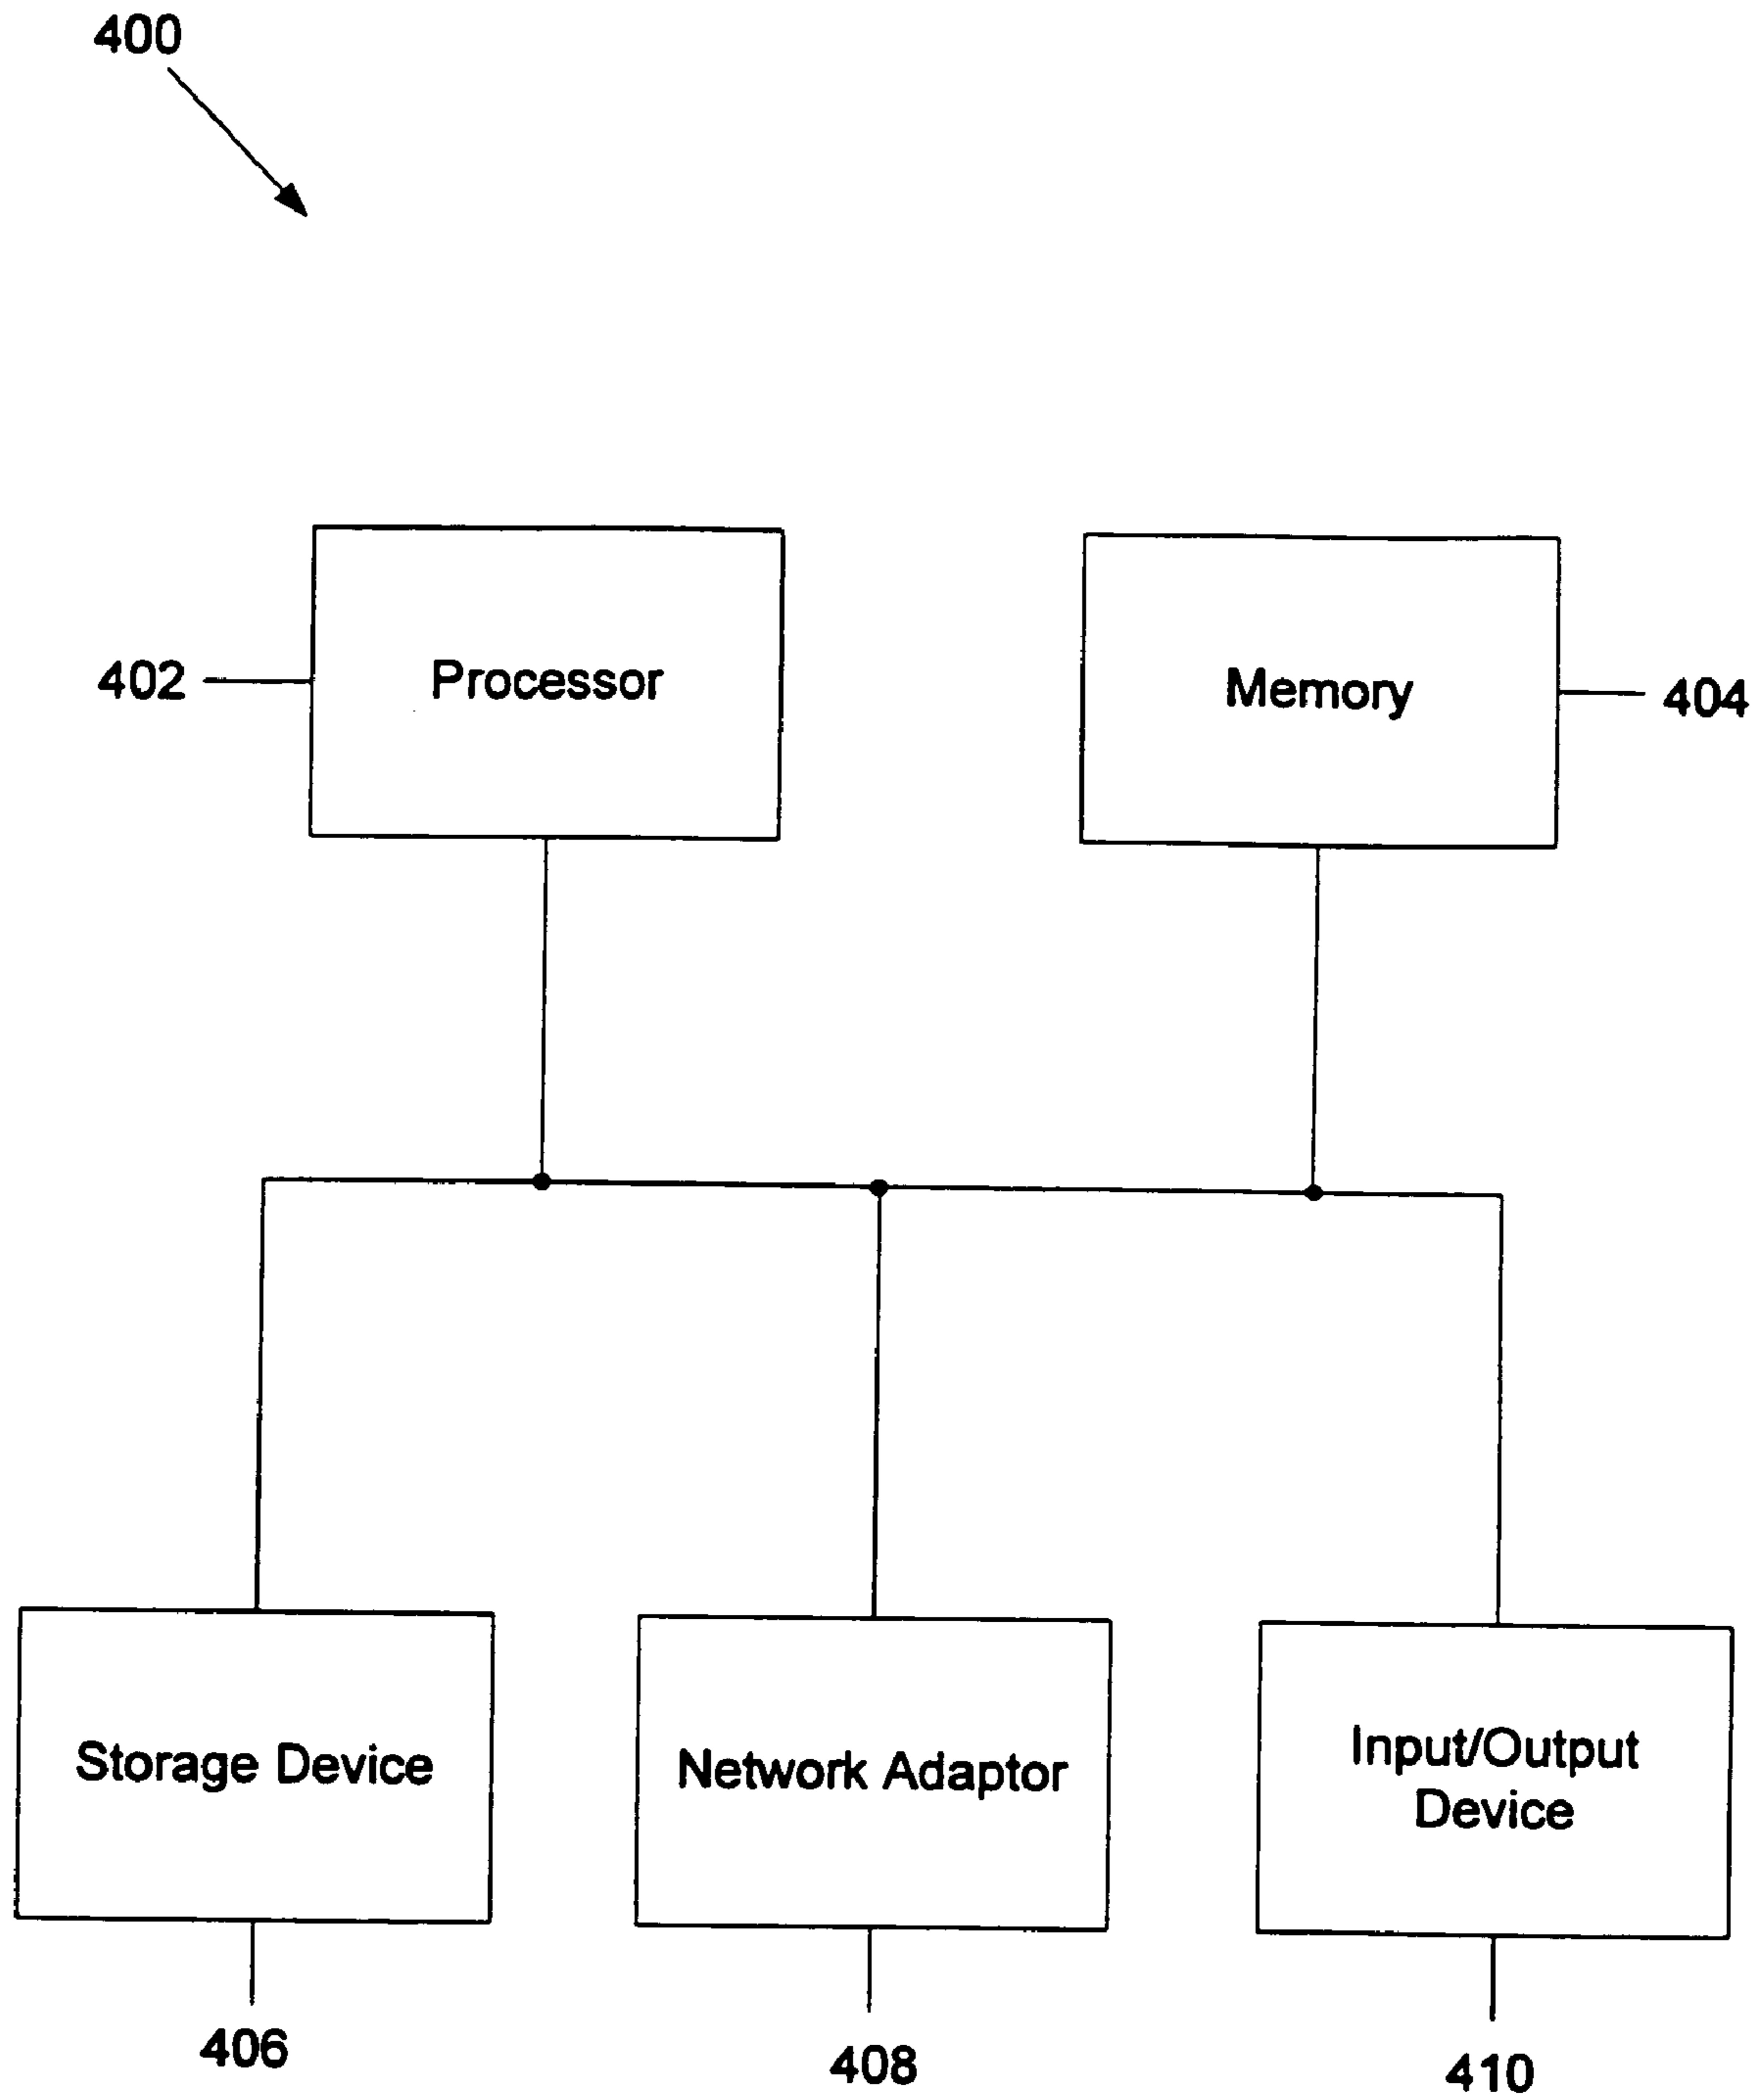 400
402
Processor
Memory
404
Storage Device
Network Adaptor
Input/Output
Device
406
408
410